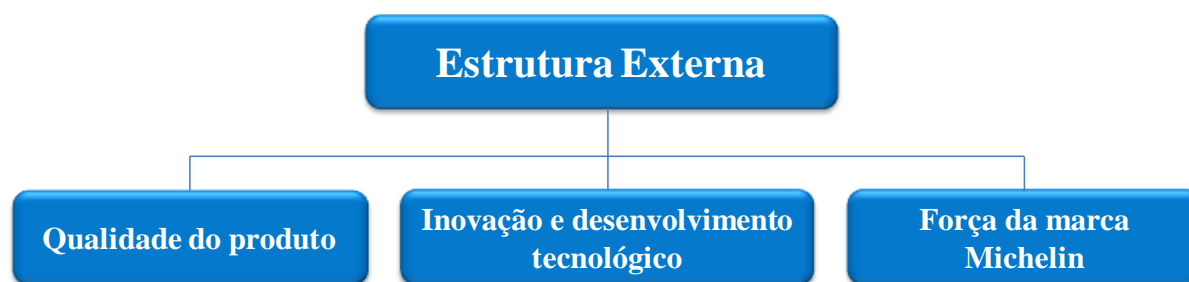 Estrutura Externa
Qualidade do produto
Inovação e desenvolvimento
tecnológico
Força da marca
Michelin